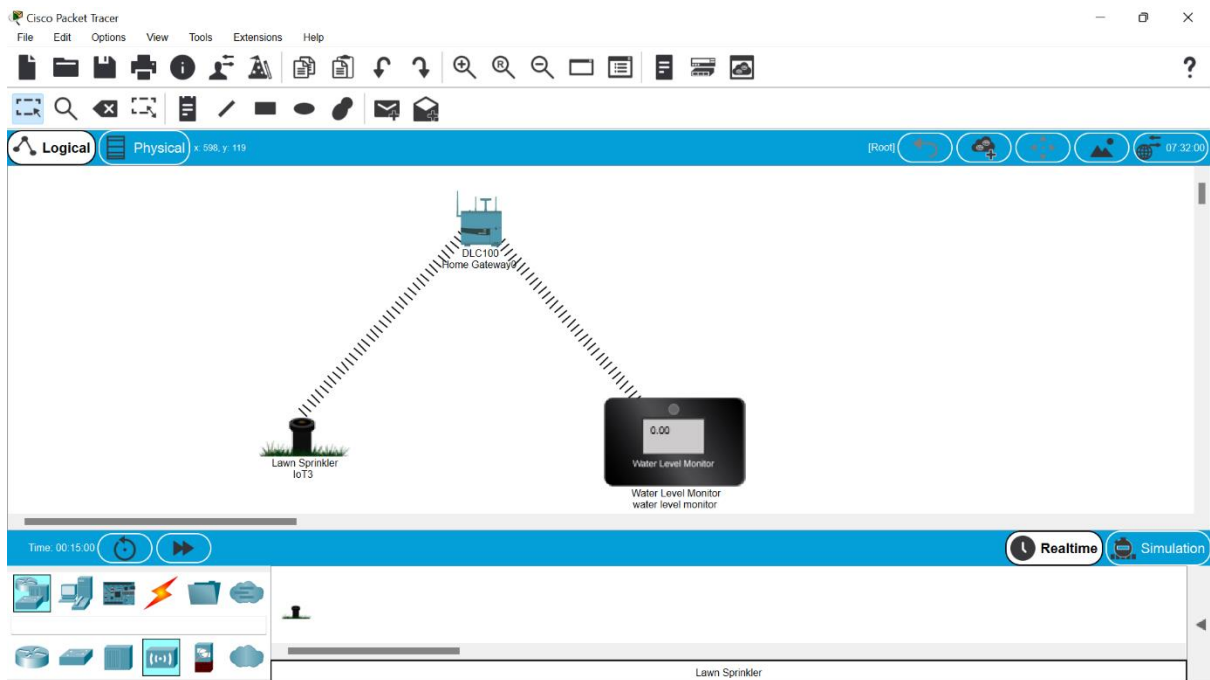 Cisco Packet Tracer
File Edit Options View Tools Extensions Help
Logical Physical x: 598, y: 119 [Root] 07:32:00
DLC100
Home Gateway0
0.00
Water Level Monitor
Lawn Sprinkler
IoT3
Water Level Monitor
water level monitor
Time: 00:15:00 Realtime Simulation
Lawn Sprinkler